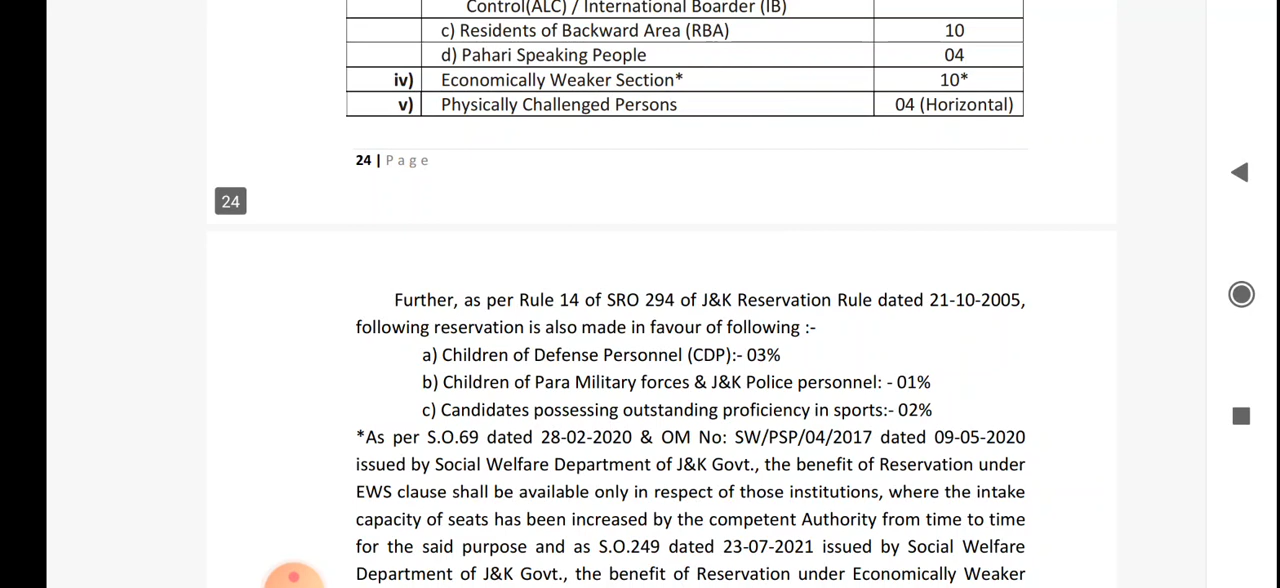 Control(ALC) / International Boarder (IB)
c) Residents of Backward Area (RBA) 10
d) Pahari Speaking People 04
iv) Economically Weaker Section* 10*
v) Physically Challenged Persons 04 (Horizontal)
24 | Page
24
Further, as per Rule 14 of SRO 294 of J&K Reservation Rule dated 21-10-2005,
following reservation is also made in favour of following :-
a) Children of Defense Personnel (CDP):- 03%
b) Children of Para Military forces & J&K Police personnel: - 01%
c) Candidates possessing outstanding proficiency in sports:- 02%
*As per S.O.69 dated 28-02-2020 & OM No: SW/PSP/04/2017 dated 09-05-2020
issued by Social Welfare Department of J&K Govt., the benefit of Reservation under
EWS clause shall be available only in respect of those institutions, where the intake
capacity of seats has been increased by the competent Authority from time to time
for the said purpose and as S.O.249 dated 23-07-2021 issued by Social Welfare
Department of J&K Govt., the benefit of Reservation under Economically Weaker